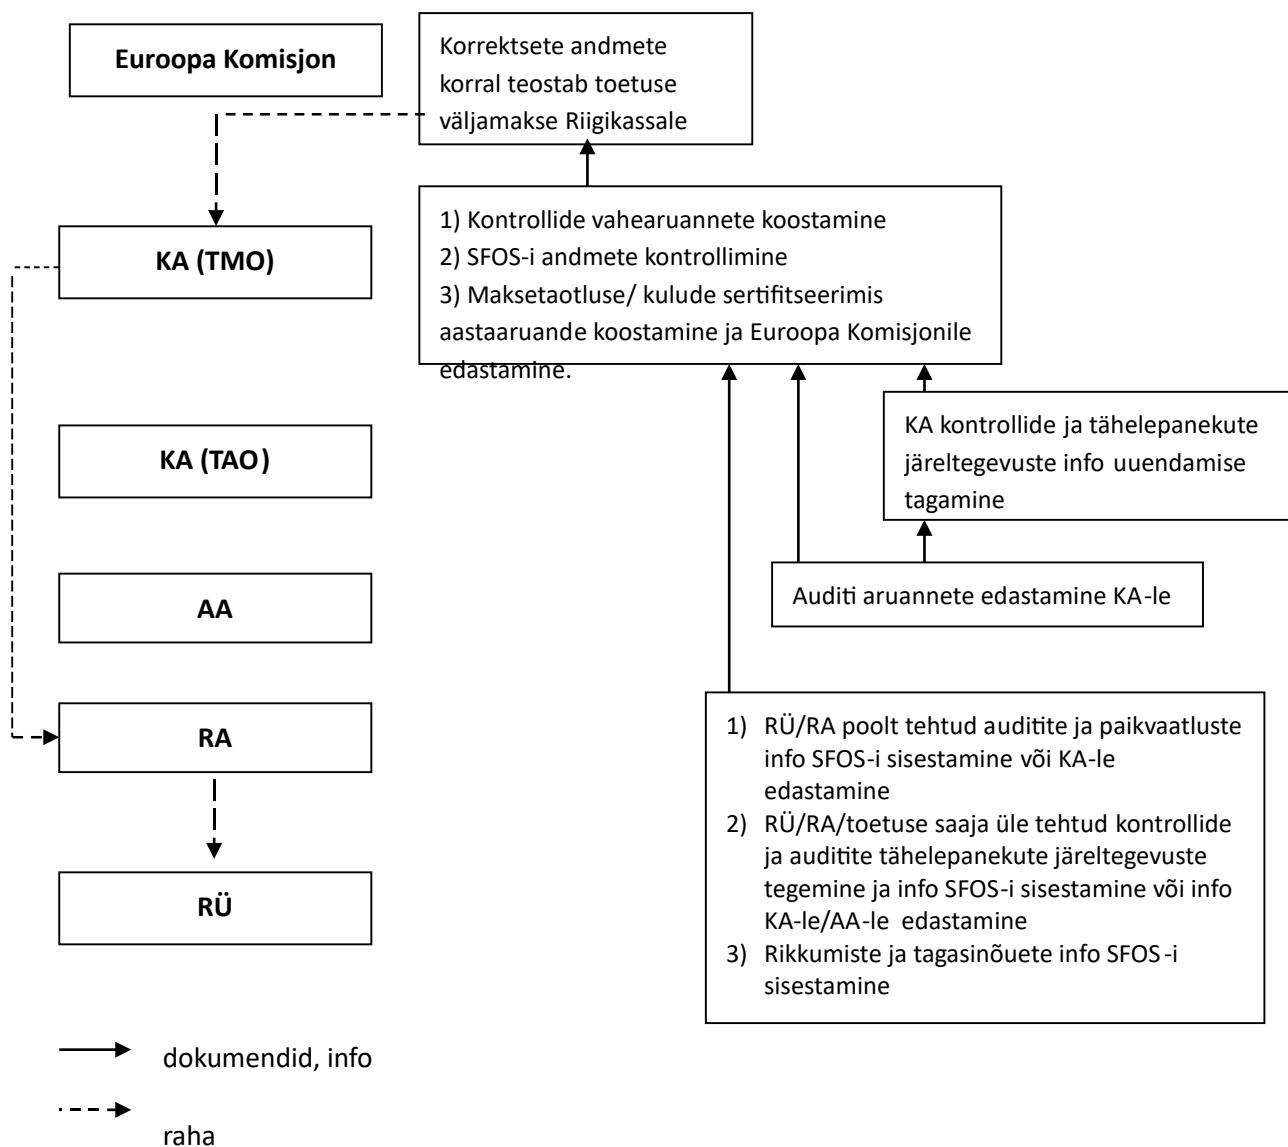 Euroopa Komisjon
Korrektsete andmete
korral teostab toetuse
väljamakse Riigikassale
KA (TMO)
1) Kontrollide vahearuannete koostamine
2) SFOS-i andmete kontrollimine
3) Maksetaotluse/ kulude sertifitseerimis
aastaaruande koostamine ja Euroopa Komisjonile
edastamine.
KA (TAO)
KA kontrollide ja tähelepanekute
järeltegevuste info uuendamise
tagamine
AA
Auditi aruannete edastamine KA-le
RA
1) RÜ/RA poolt tehtud auditite ja paikvaatluste
info SFOS-i sisestamine või KA-le
edastamine
2) RÜ/RA/toetuse saaja üle tehtud kontrollide
ja auditite tähelepanekute järeltegevuste
tegemine ja info SFOS-i sisestamine või info
KA-le/AA-le edastamine
3) Rikkumiste ja tagasinõuete info SFOS-i
sisestamine
RÜ
dokumendid, info
raha